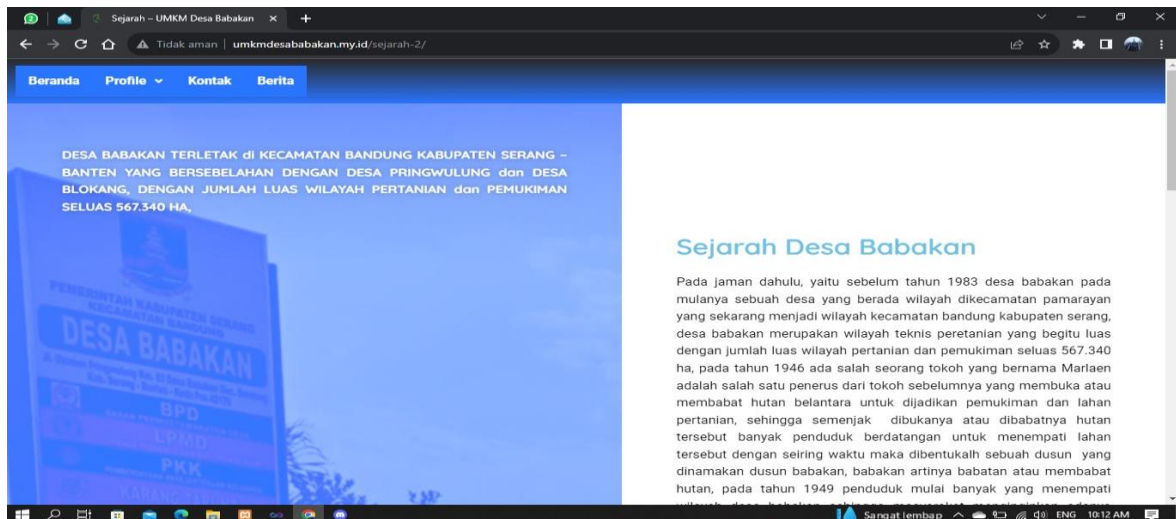 2
Sejarah – UMKM Desa Babakan
Tidak aman | umkmdesababakan.my.id/sejarah-2/
Beranda Profile Kontak Berita
DESA BABAKAN TERLETAK di KECAMATAN BANDUNG KABUPATEN SERANG –
BANTEN YANG BERSEBELAHAN DENGAN DESA PRINGWULUNG dan DESA
BLOKANG, DENGAN JUMLAH LUAS WILAYAH PERTANIAN dan PEMUKIMAN
SELUAS 567.340 HA,
PEMERINTAH KABUPATEN SERANG
KECAMATAN BANDUNG
DESA BABAKAN
BPD
LPMD
PKK
KARANG TARUNA
Sejarah Desa Babakan
Pada jaman dahulu, yaitu sebelum tahun 1983 desa babakan pada
mulanya sebuah desa yang berada wilayah dikecamatan pamarayan
yang sekarang menjadi wilayah kecamatan bandung kabupaten serang,
desa babakan merupakan wilayah teknis peretanian yang begitu luas
dengan jumlah luas wilayah pertanian dan pemukiman seluas 567.340
ha, pada tahun 1946 ada salah seorang tokoh yang bernama Marlaen
adalah salah satu penerus dari tokoh sebelumnya yang membuka atau
membabat hutan belantara untuk dijadikan pemukiman dan lahan
pertanian, sehingga semenjak dibukanya atau dibabatnya hutan
tersebut banyak penduduk berdatangan untuk menempati lahan
tersebut dengan seiring waktu maka dibentukalh sebuah dusun yang
dinamakan dusun babakan, babakan artinya babatan atau membabat
hutan, pada tahun 1949 penduduk mulai banyak yang menempati
Sangat lembap ENG 10:12 AM